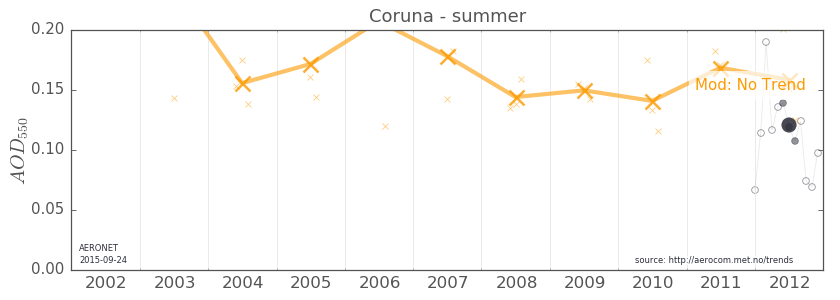 Coruna - summer
0.20
0.15
0.10
0.05
0.00
AOD550
Mod: No Trend
AERONET
2015-09-24
source: http://aerocom.met.no/trends
2002 2003 2004 2005 2006 2007 2008 2009 2010 2011 2012